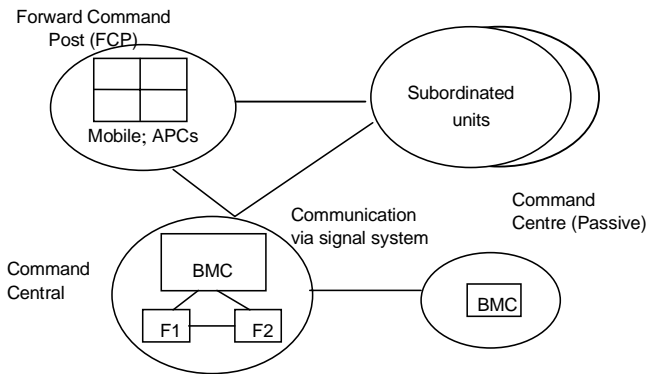 Forward Command
Post (FCP)
Mobile; APCs
Subordinated
units
Command
Centre (Passive)
Communication
via signal system
Command
Central
BMC
F1
F2
BMC